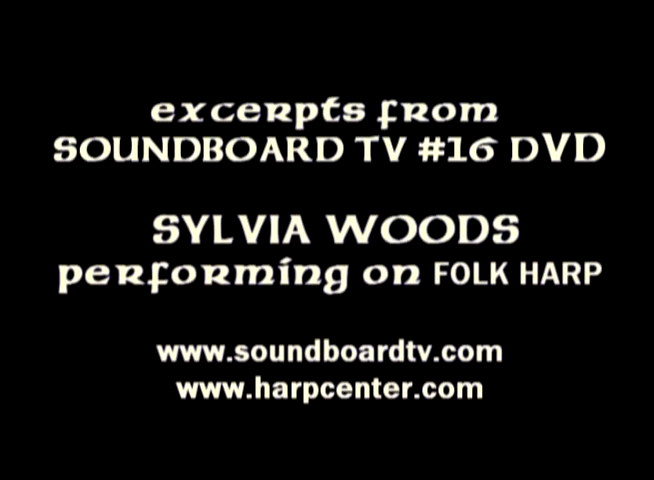 excerpts from
SOUNDBOARD TV #16 DVD
SYLVIA WOODS
performing on FOLK HARP
www.soundboardtv.com
www.harpcenter.com